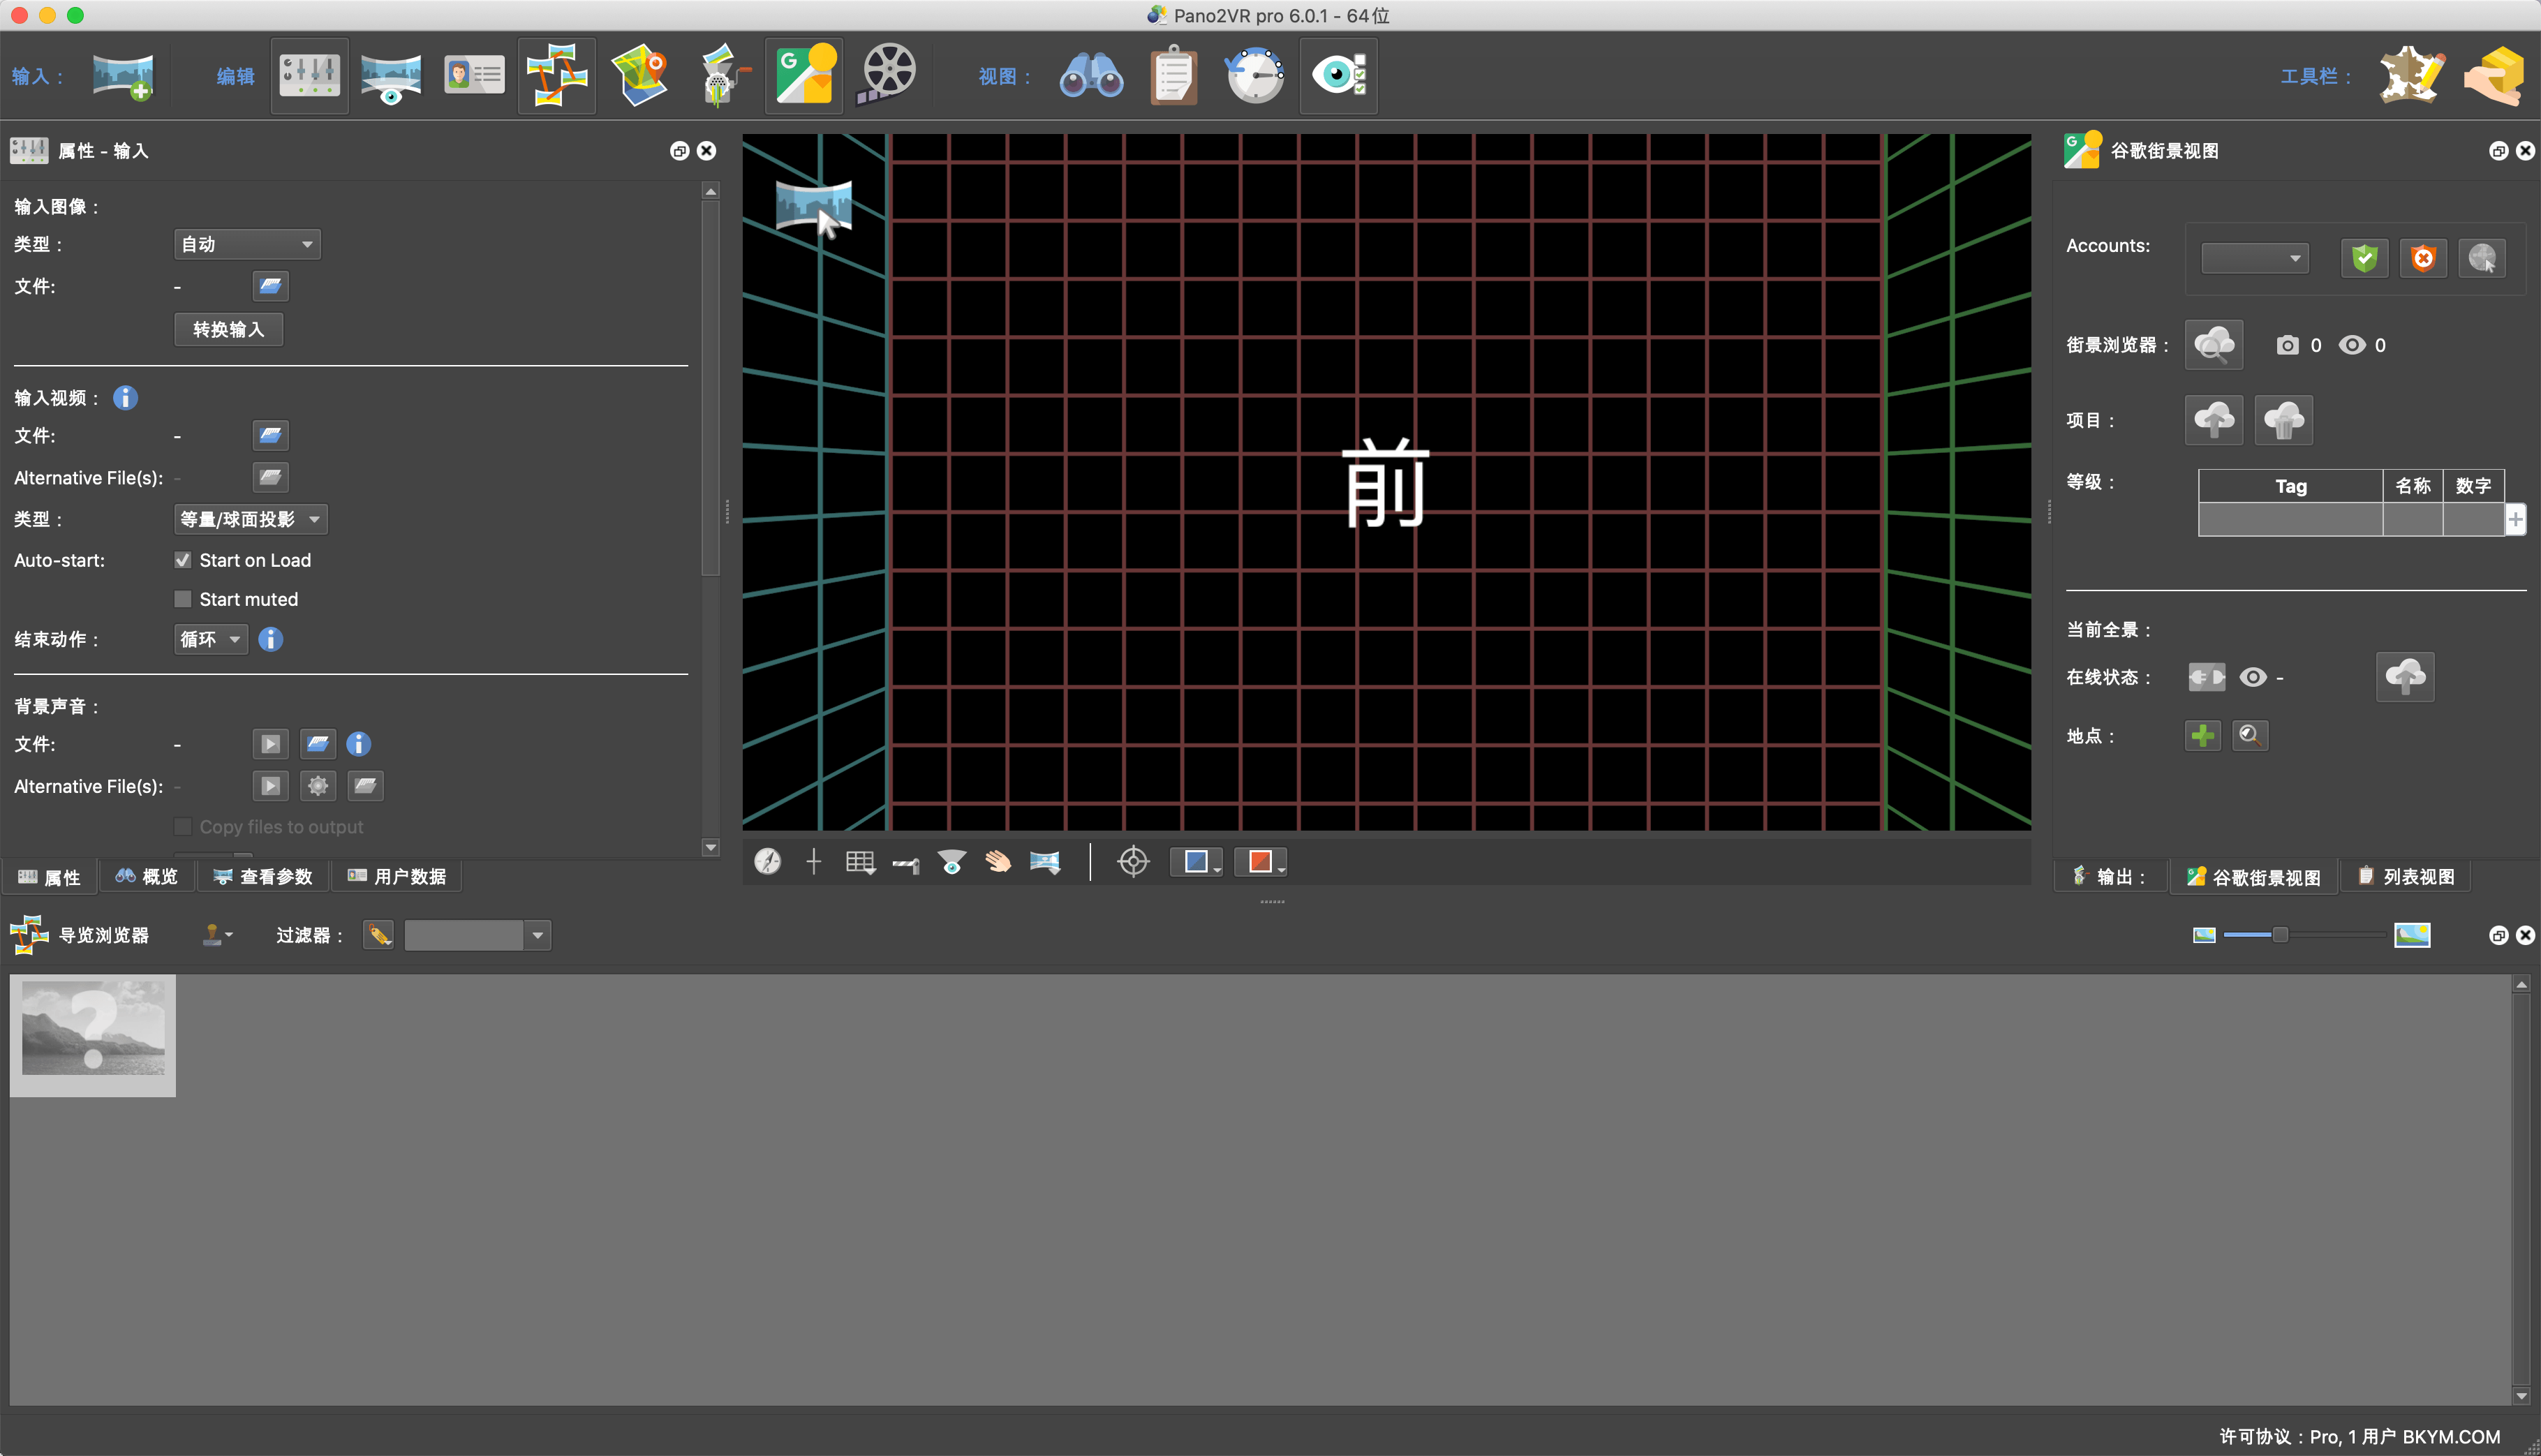 Pano2VR pro 6.0.1 - 64位
输入：
编辑
视图：
工具栏：
属性 - 输入
输入图像：
类型：
自动
文件:
-
转换输入
输入视频：
文件:
-
Alternative File(s): -
类型：
等量/球面投影
Auto-start:
Start on Load
Start muted
结束动作：
循环
背景声音：
文件:
-
Alternative File(s): -
Copy files to output
属性
概览
查看参数
用户数据
前
谷歌街景视图
Accounts:
街景浏览器：
0
0
项目：
等级：
Tag
名称
数字
当前全景：
在线状态：
-
地点：
输出：
谷歌街景视图
列表视图
导览浏览器
过滤器：
许可协议：Pro, 1 用户 BKYM.COM